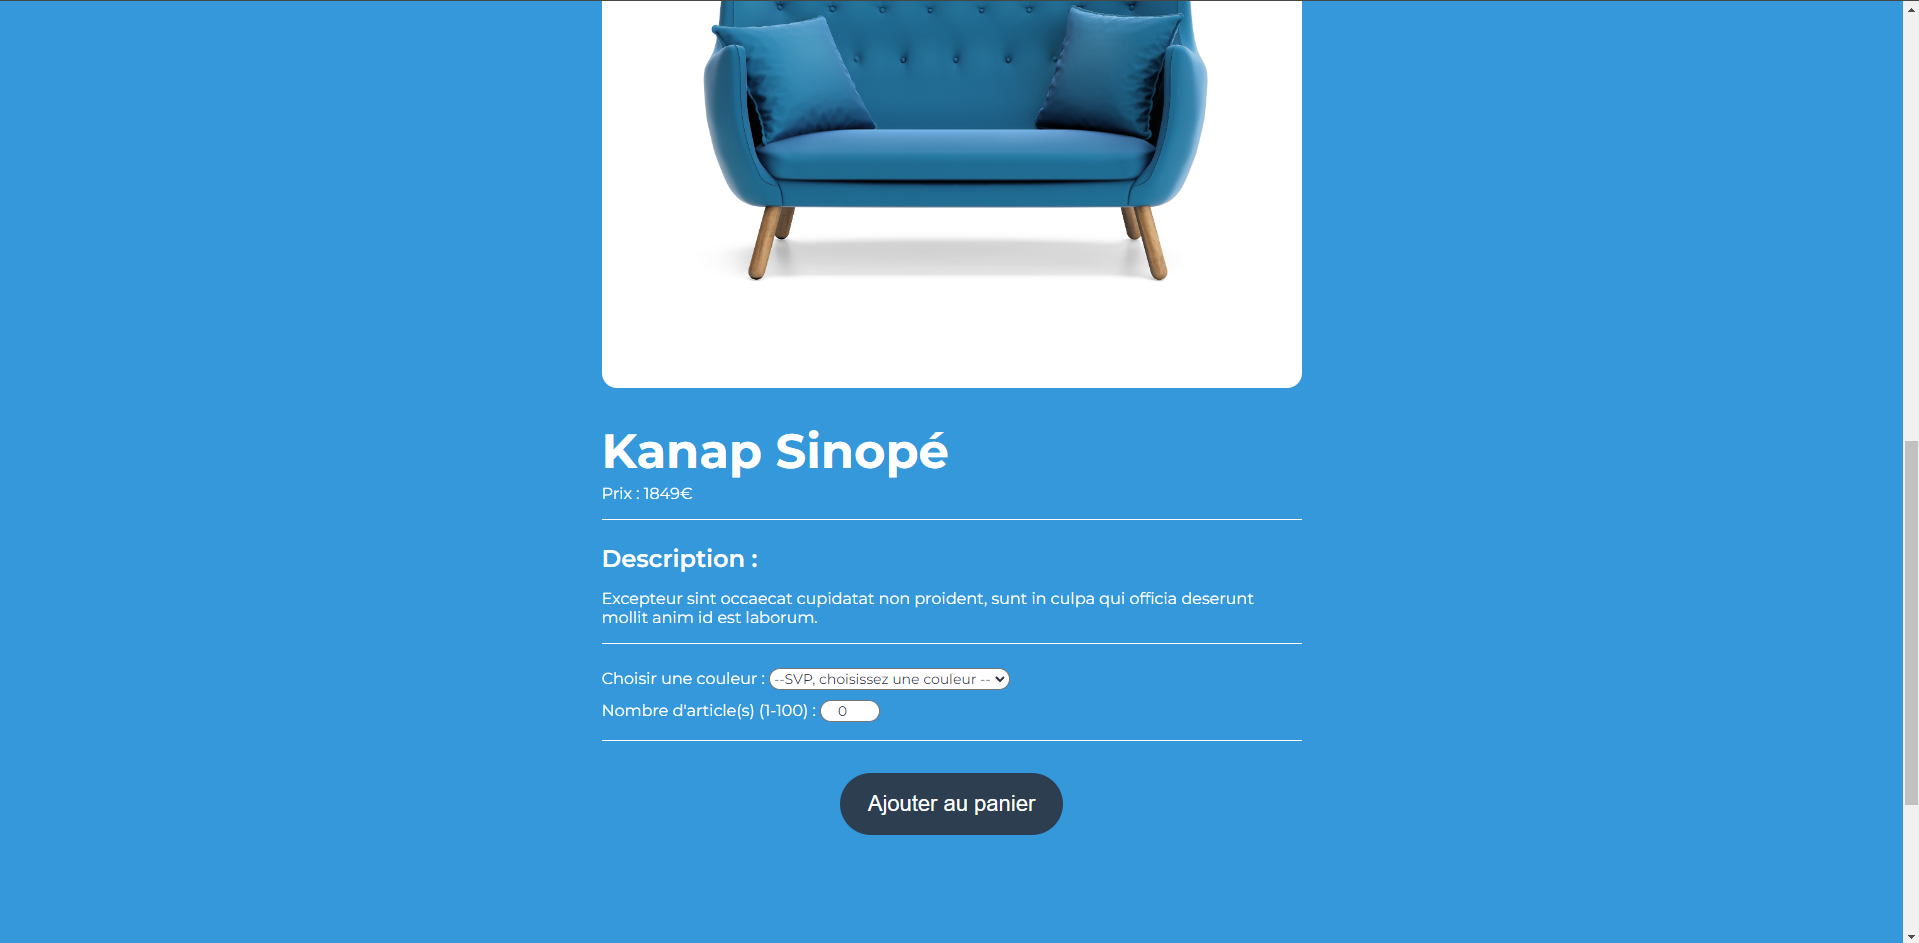 Kanap Sinopé
Prix : 1849€
Description :
Excepteur sint occaecat cupidatat non proident, sunt in culpa qui officia deserunt
mollit anim id est laborum.
Choisir une couleur : --SVP, choisissez une couleur --
Nombre d'article(s) (1-100) : 0
Ajouter au panier